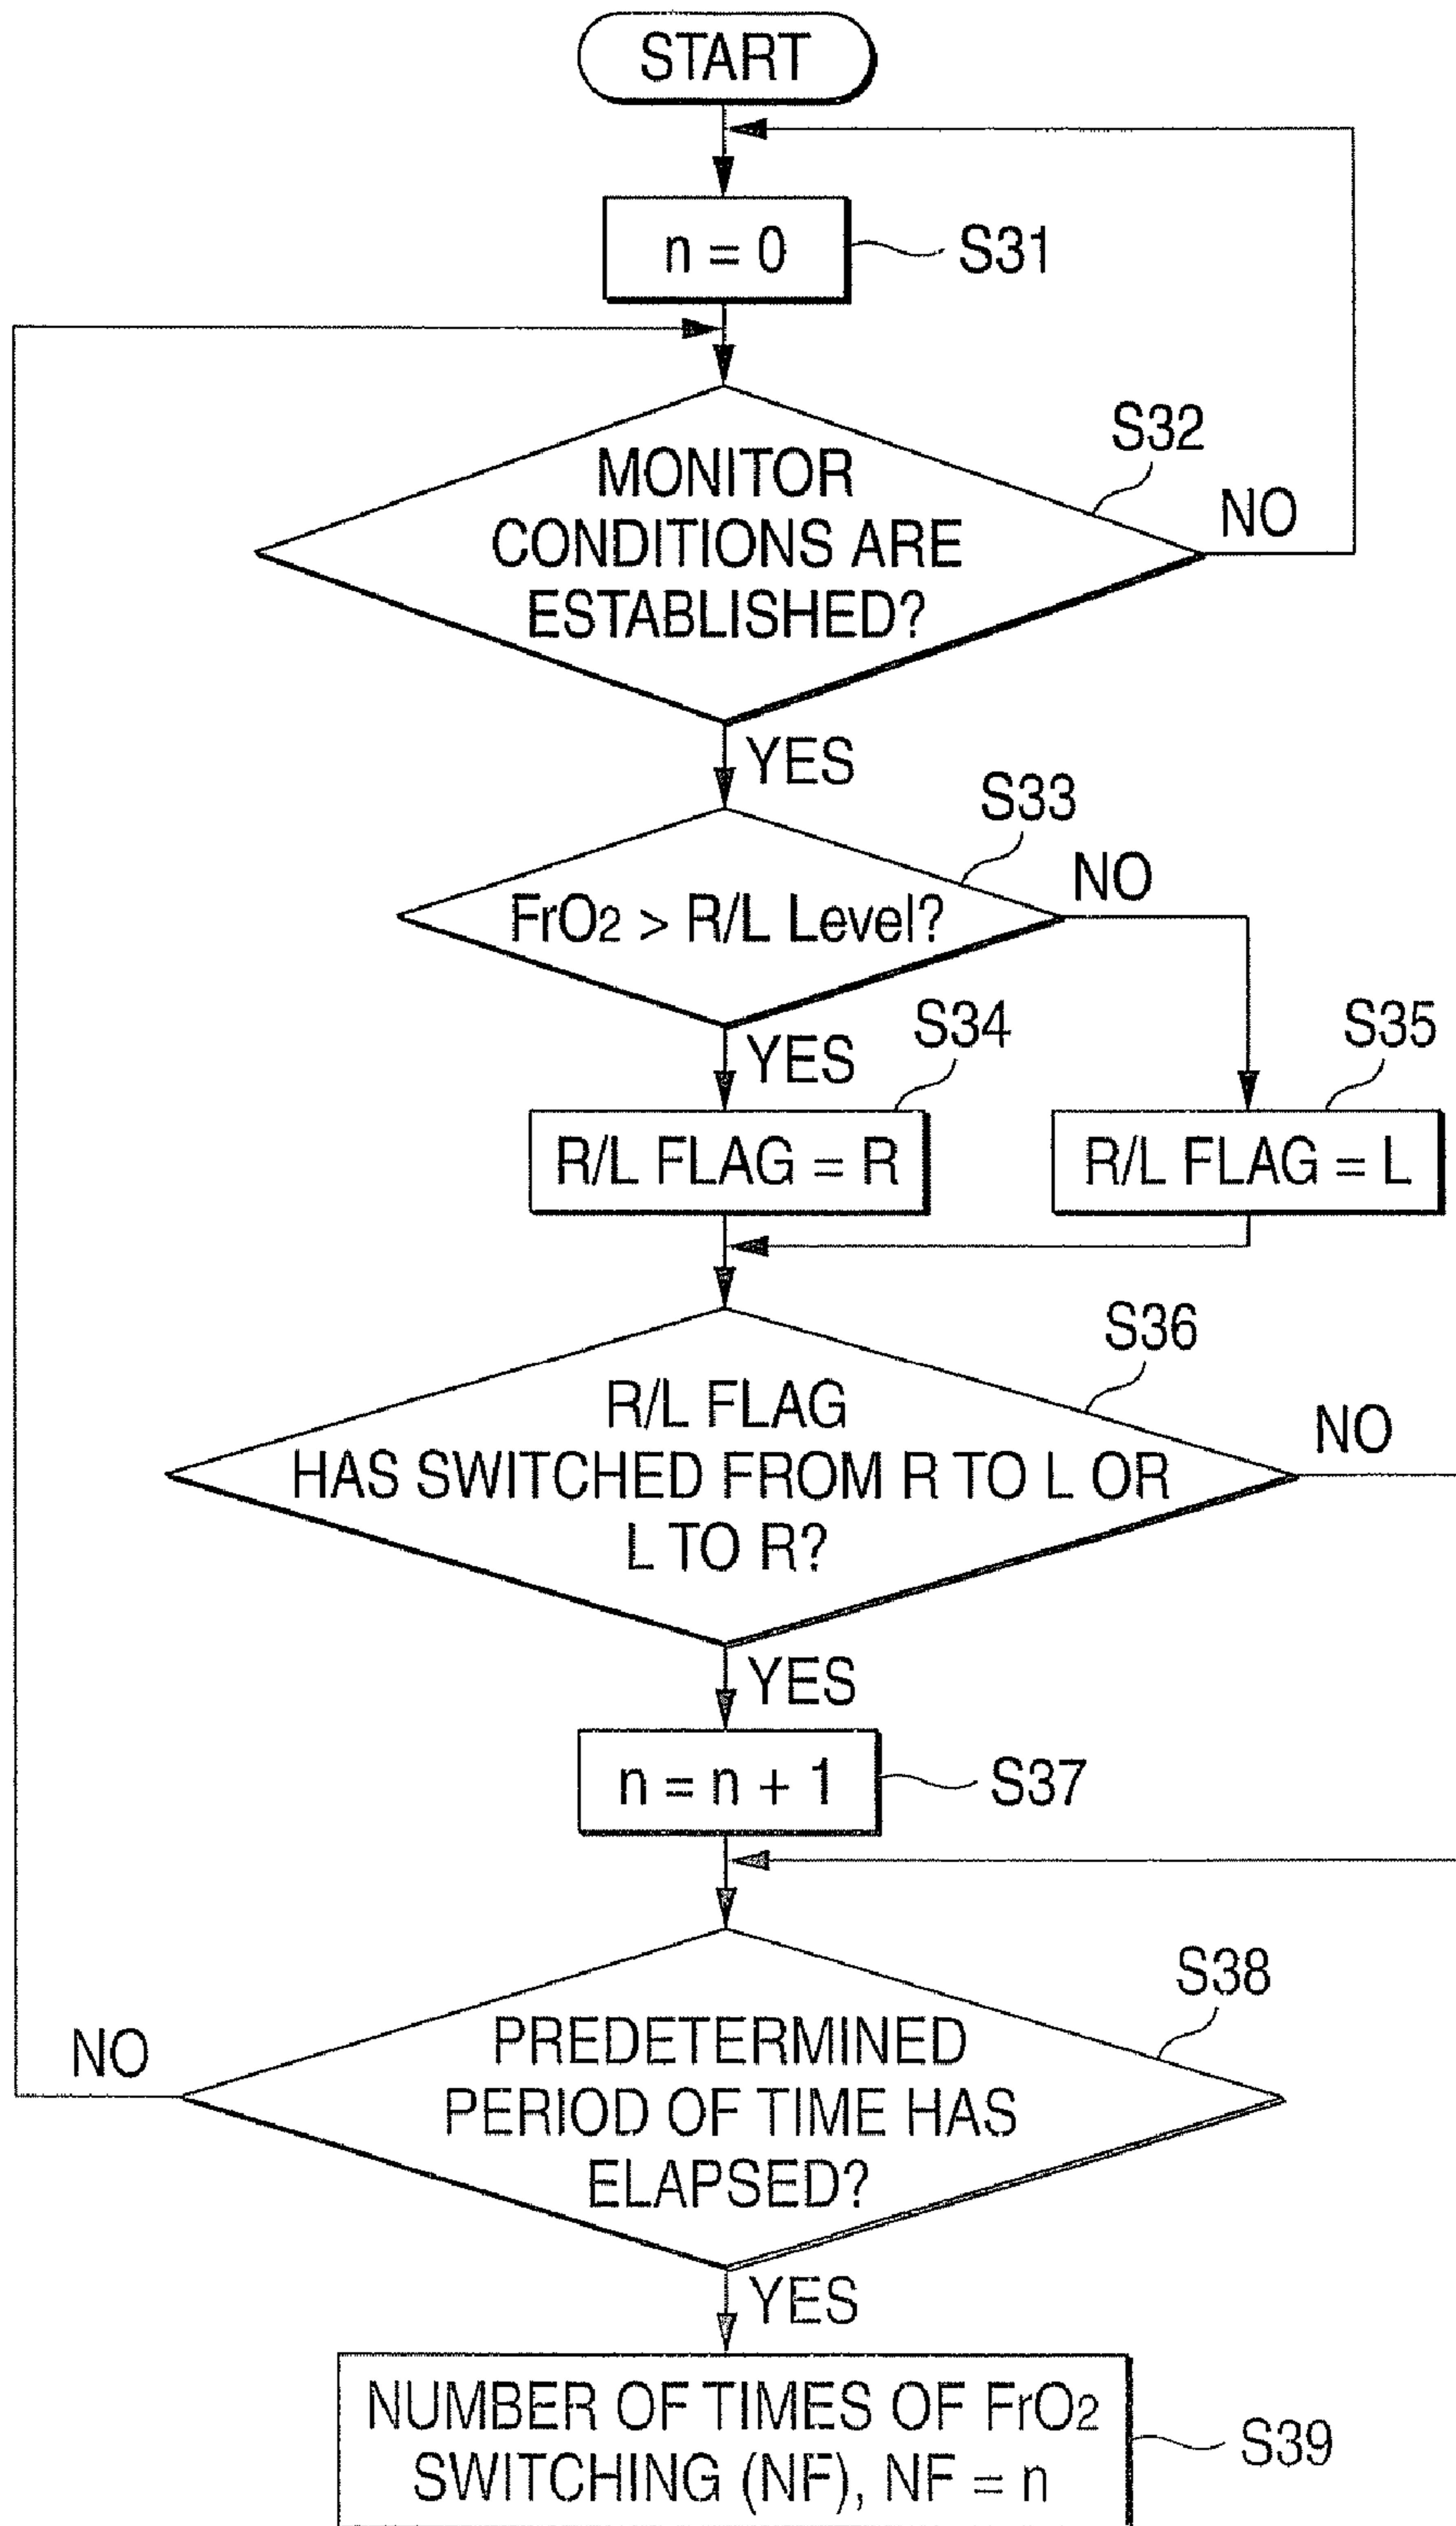 START
n = 0
S31
S32
MONITOR
CONDITIONS ARE
ESTABLISHED?
NO
YES
S33
FrO2 > R/L Level?
NO
YES
S34
S35
R/L FLAG = R
R/L FLAG = L
S36
R/L FLAG
HAS SWITCHED FROM R TO L OR
L TO R?
NO
YES
n = n + 1
S37
S38
NO
PREDETERMINED
PERIOD OF TIME HAS
ELAPSED?
YES
NUMBER OF TIMES OF FrO2
SWITCHING (NF), NF = n
S39